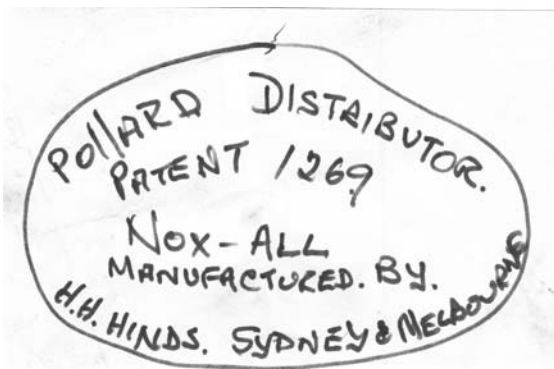 POllARD DISTRIBUTOR.
PATENT 1269
NOX-ALL
MANUFACTURED. BY.
H.H. HINDS. SYDNEY & MELBOURNE